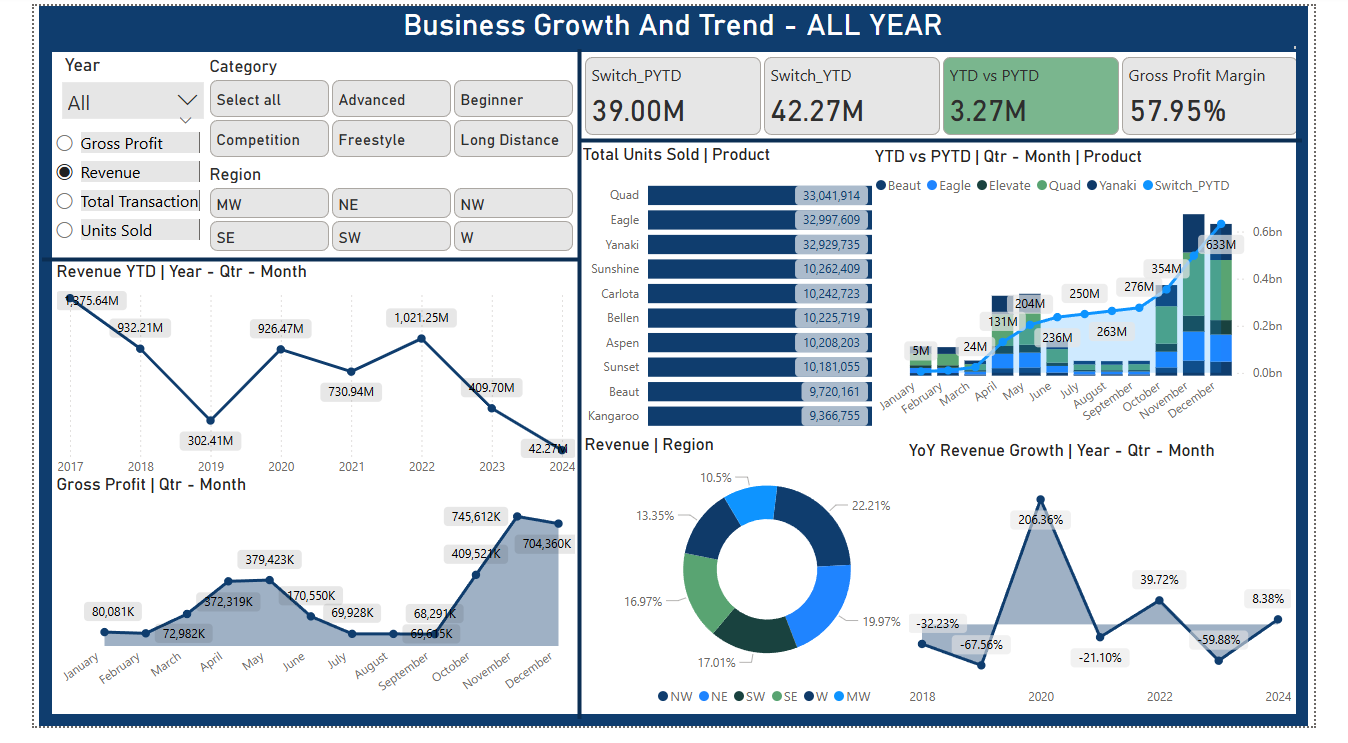 Business Growth And Trend - ALL YEAR
Year
All
Gross Profit
Revenue
Total Transaction
Units Sold
Category
Select all
Advanced
Beginner
Competition
Freestyle
Long Distance
Region
MW
NE
NW
SE
SW
W
Switch_PYTD
39.00M
Switch_YTD
42.27M
YTD vs PYTD
3.27M
Gross Profit Margin
57.95%
Revenue YTD | Year - Qtr - Month
1,375.64M
932.21M
302.41M
926.47M
730.94M
1,021.25M
409.70M
42.27M
2017
2018
2019
2020
2021
2022
2023
2024
Gross Profit | Qtr - Month
80,081K
72,982K
372,319K
379,423K
170,550K
69,928K
69,675K
68,291K
409,521K
745,612K
704,360K
January
February
March
April
May
June
July
August
September
October
November
December
Total Units Sold | Product
Quad 33,041,914
Eagle 32,997,609
Yanaki 32,929,735
Sunshine 10,262,409
Carlota 10,242,723
Bellen 10,225,719
Aspen 10,208,203
Sunset 10,181,055
Beaut 9,720,161
Kangaroo 9,366,755
YTD vs PYTD | Qtr - Month | Product
Beaut Eagle Elevate Quad Yanaki Switch_PYTD
5M
24M
131M
204M
236M
250M
263M
276M
354M
633M
0.6bn
0.4bn
0.2bn
0.0bn
January
February
March
April
May
June
July
August
September
October
November
December
Revenue | Region
10.5%
22.21%
13.35%
16.97%
19.97%
17.01%
NW NE SW SE W MW
YoY Revenue Growth | Year - Qtr - Month
-32.23%
-67.56%
206.36%
-21.10%
39.72%
-59.88%
8.38%
2018
2020
2022
2024